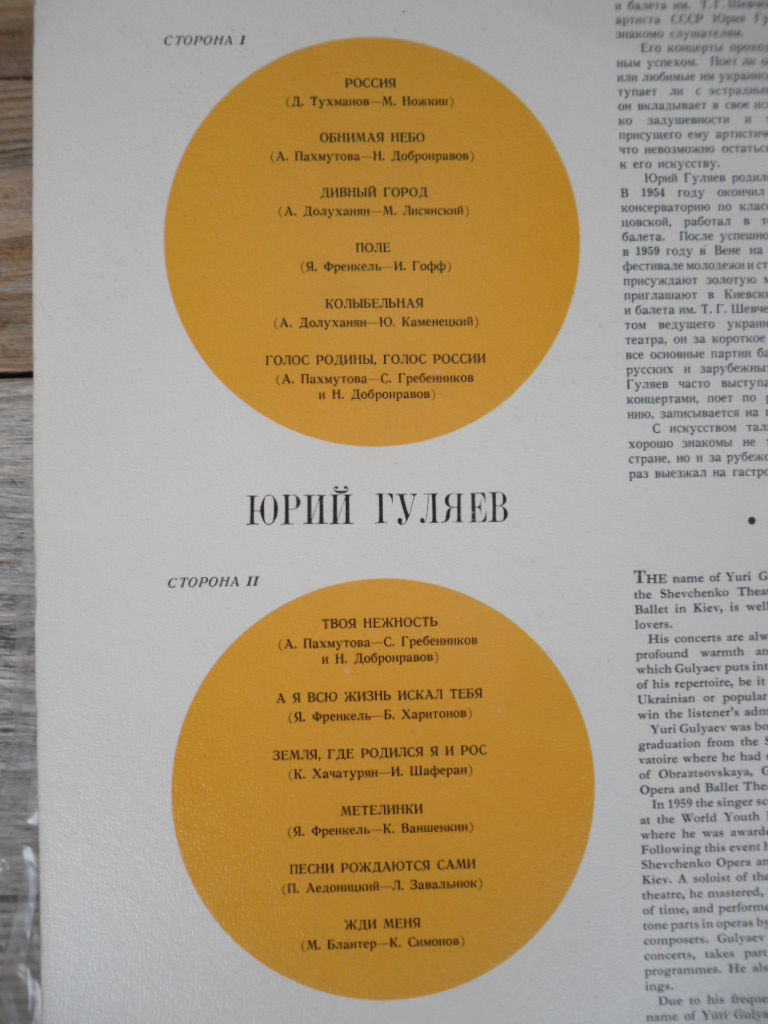 СТОРОНА I
РОССИЯ
(Д. Тухманов—М. Ножкин)
ОБНИМАЯ НЕБО
(А. Пахмутова—Н. Добронравов)
ДИВНЫЙ ГОРОД
(А. Долуханян—М. Лисянский)
ПОЛЕ
(Я. Френкель—И. Гофф)
КОЛЫБЕЛЬНАЯ
(А. Долуханян—Ю. Каменецкий)
ГОЛОС РОДИНЫ, ГОЛОС РОССИИ
(А. Пахмутова—С. Гребенников
и Н. Добронравов)
ЮРИЙ ГУЛЯЕВ
СТОРОНА II
ТВОЯ НЕЖНОСТЬ
(А. Пахмутова—С. Гребенников
и Н. Добронравов)
А Я ВСЮ ЖИЗНЬ ИСКАЛ ТЕБЯ
(Я. Френкель—Б. Харитонов)
ЗЕМЛЯ, ГДЕ РОДИЛСЯ Я И РОС
(К. Хачатурян—И. Шаферан)
МЕТЕЛИНКИ
(Я. Френкель—К. Ваншенкин)
ПЕСНИ РОЖДАЮТСЯ САМИ
(П. Аедоницкий—Л. Завальнюк)
ЖДИ МЕНЯ
(М. Блантер—К. Симонов)
и балета им. Т. Г. Шевче
артиста СССР Юрия Гу
знакомо слушателям.
Его концерты проход
ным успехом. Поет ли о
или любимые им украинс
тупает ли с эстрадным
он вкладывает в свое ис
ко задушевности и т
присущего ему артистиче
что невозможно остатьс
к его искусству.
Юрий Гуляев родилс
В 1954 году окончил
консерваторию по класс
цовской, работал в те
балета. После успешно
в 1959 году в Вене на
фестивале молодежи и ст
присуждают золотую м
приглашают в Киевски
и балета им. Т. Г. Шевче
том ведущего украин
театра, он за короткое
все основные партии ба
русских и зарубежны
Гуляев часто выступа
концертами, поет по р
нию, записывается на п
С искусством тала
хорошо знакомы не т
стране, но и за рубежо
раз выезжал на гастро
•
THE name of Yuri G
the Shevchenko Theat
Ballet in Kiev, is well
lovers.
His concerts are alw
profound warmth an
which Gulyaev puts int
of his repertoire, be it
Ukrainian or popular
win the listener's adm
Yuri Gulyaev was bo
graduation from the S
vatoire where he had s
of Obraztsovskaya, G
Opera and Ballet Thea
In 1959 the singer sc
at the World Youth
where he was awarde
Following this event h
Shevchenko Opera an
Kiev. A soloist of the
theatre, he mastered,
of time, and performe
tone parts in operas by
composers. Gulyaev
concerts, takes part
programmes. He als
ings.
Due to his freque
name of Yuri Gulya